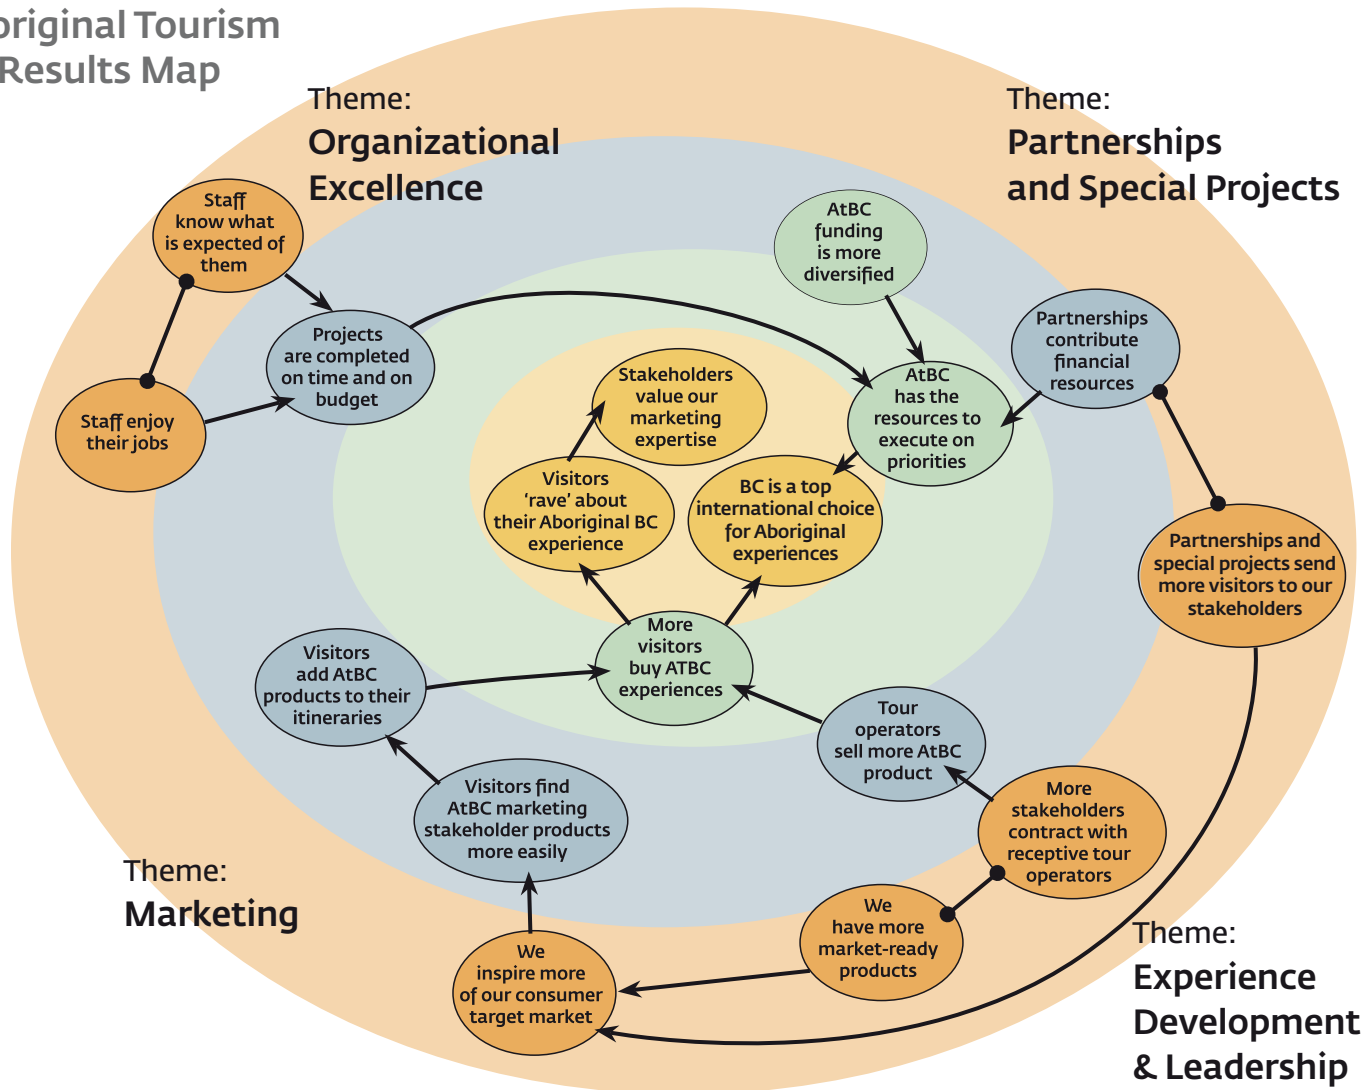 original Tourism
Results Map
Theme:
Organizational
Excellence
Theme:
Partnerships
and Special Projects
Staff
know what
is expected of
them
AtBC
funding
is more
diversified
Projects
are completed
on time and on
budget
Partnerships
contribute
financial
resources
Staff enjoy
their jobs
Stakeholders
value our
marketing
expertise
AtBC
has the
resources to
execute on
priorities
Visitors
‘rave’ about
their Aboriginal BC
experience
BC is a top
international choice
for Aboriginal
experiences
Partnerships and
special projects send
more visitors to our
stakeholders
More
visitors
buy ATBC
experiences
Visitors
add AtBC
products to their
itineraries
Tour
operators
sell more AtBC
product
Visitors find
AtBC marketing
stakeholder products
more easily
More
stakeholders
contract with
receptive tour
operators
Theme:
Marketing
We
have more
market-ready
products
We
inspire more
of our consumer
target market
Theme:
Experience
Development
& Leadership